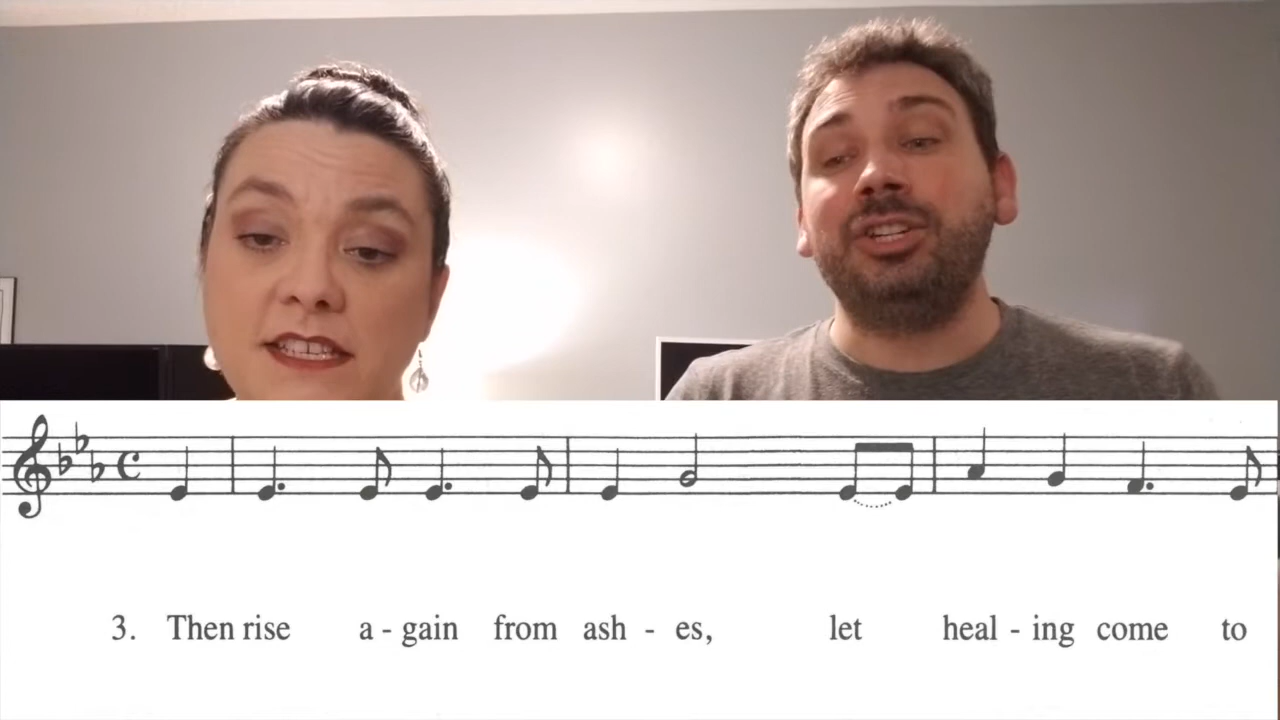 3. Then rise a - gain from ash - es, let heal - ing come to